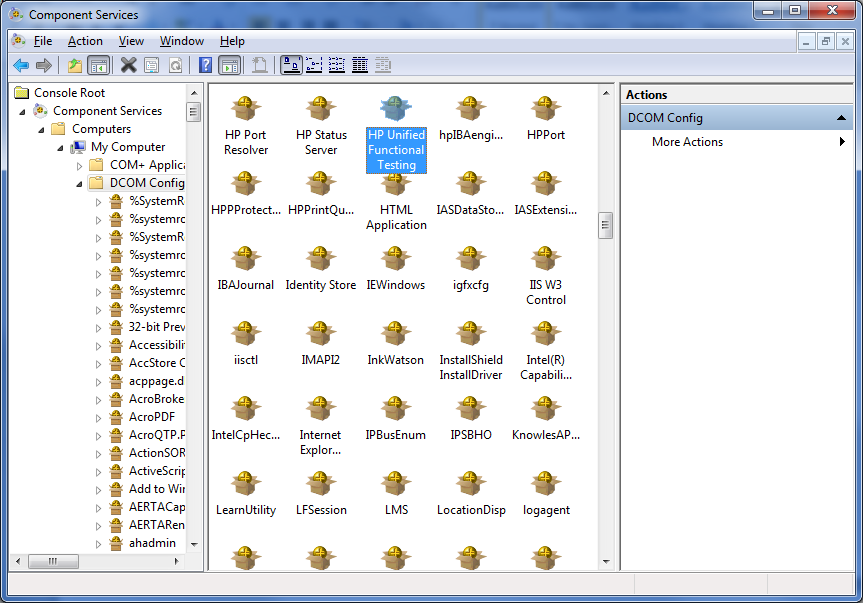 Component Services
File Action View Window Help
Console Root
Component Services
Computers
My Computer
COM+ Applica
DCOM Config
%SystemR
%systemrc
%SystemR
%systemrc
%systemrc
%systemrc
%systemrc
32-bit Prev
Accessibili
AccStore C
acppage.d
AcroBroke
AcroPDF
AcroQTP.P
ActionSOR
ActiveScrip
Add to Wir
AERTACap
AERTARen
ahadmin
HP Port
Resolver
HP Status
Server
HP Unified
Functional
Testing
hpIBAengi...
HPPort
HPPProtect...
HPPrintQu...
HTML
Application
IASDataSto...
IASExtensi...
IBAJournal
Identity Store
IEWindows
igfxcfg
IIS W3
Control
iisctl
IMAPI2
InkWatson
InstallShield
InstallDriver
Intel(R)
Capabili...
IntelCpHec...
Internet
Explor...
IPBusEnum
IPSBHO
KnowlesAP...
LearnUtility
LFSession
LMS
LocationDisp
logagent
Actions
DCOM Config
More Actions